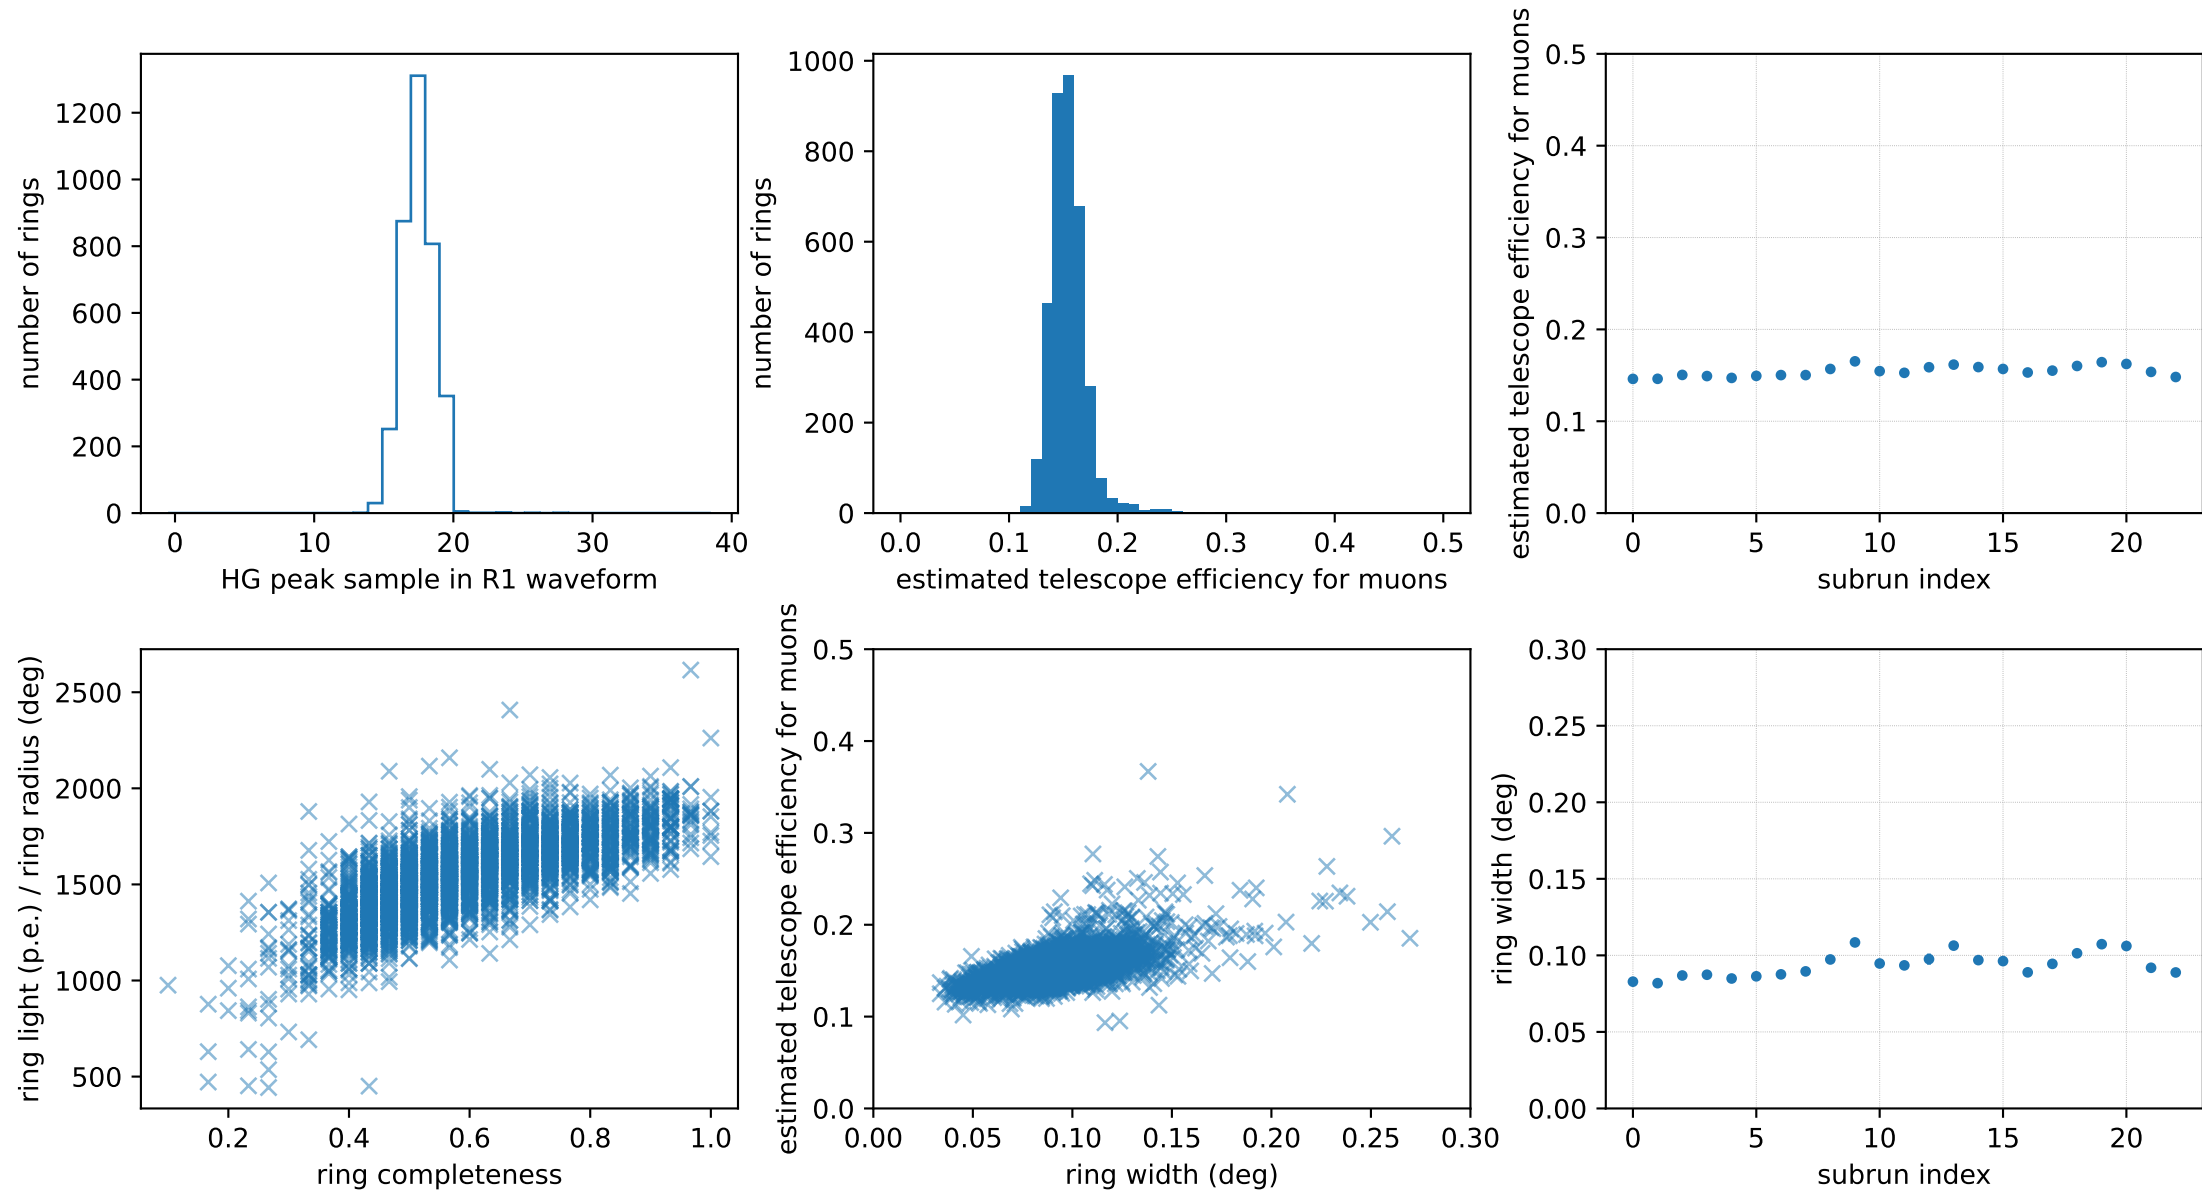 number of rings
1200
1000
800
600
400
200
0
0 10 20 30 40
HG peak sample in R1 waveform
number of rings
1000
800
600
400
200
0
0.0 0.1 0.2 0.3 0.4 0.5
estimated telescope efficiency for muons
estimated telescope efficiency for muons
0.5
0.4
0.3
0.2
0.1
0.0
0 5 10 15 20
subrun index
ring light (p.e.) / ring radius (deg)
2500
2000
1500
1000
500
0.2 0.4 0.6 0.8 1.0
ring completeness
estimated telescope efficiency for muons
0.5
0.4
0.3
0.2
0.1
0.0
0.00 0.05 0.10 0.15 0.20 0.25 0.30
ring width (deg)
ring width (deg)
0.30
0.25
0.20
0.15
0.10
0.05
0.00
0 5 10 15 20
subrun index